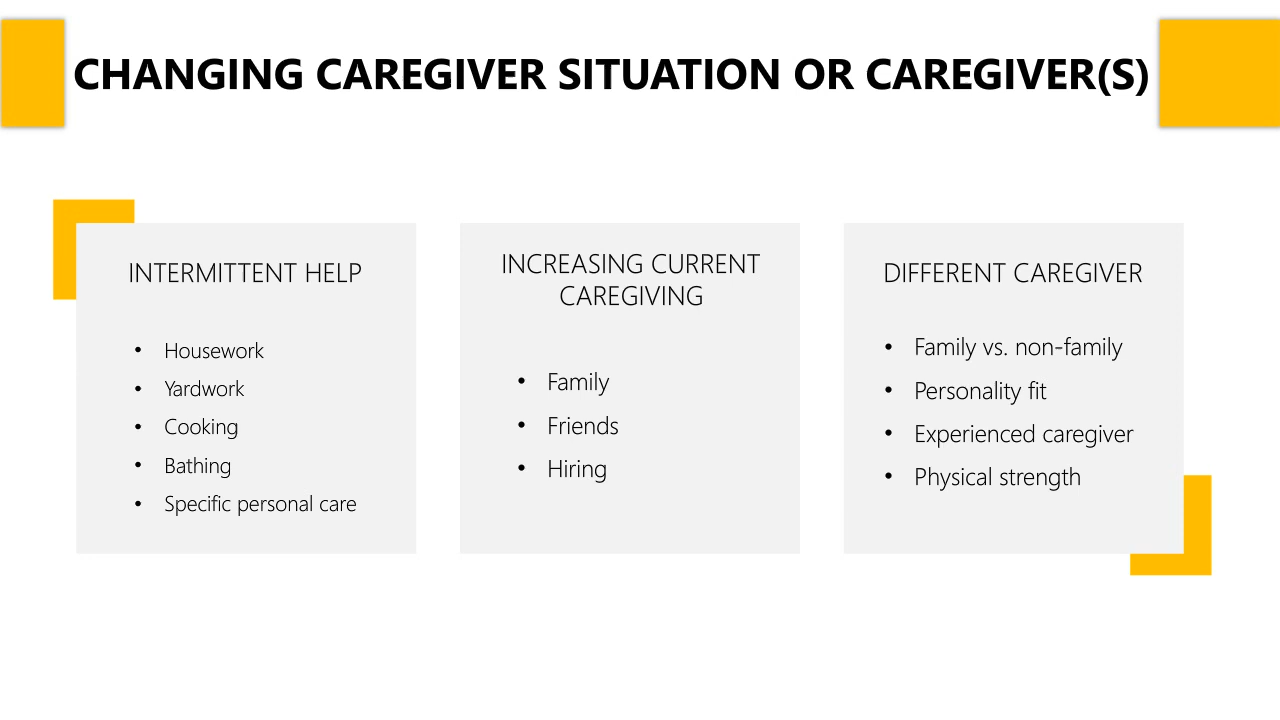 CHANGING CAREGIVER SITUATION OR CAREGIVER(S)
INTERMITTENT HELP
• Housework
• Yardwork
• Cooking
• Bathing
• Specific personal care
INCREASING CURRENT
CAREGIVING
• Family
• Friends
• Hiring
DIFFERENT CAREGIVER
• Family vs. non-family
• Personality fit
• Experienced caregiver
• Physical strength